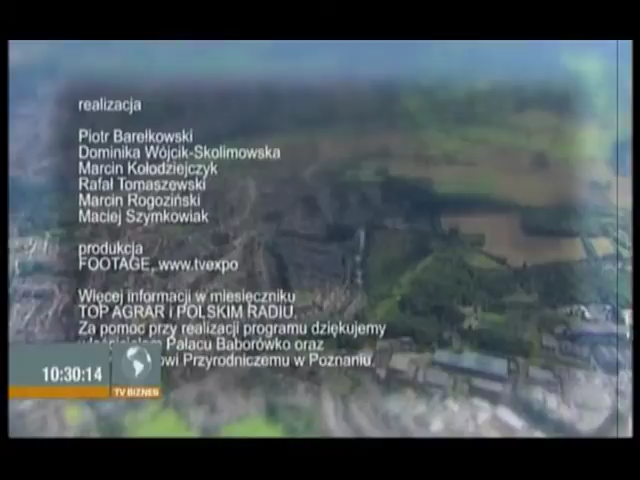 realizacja
Piotr Barełkowski
Dominika Wójcik-Skolimowska
Marcin Kołodziejczyk
Rafał Tomaszewski
Marcin Rogoziński
Maciej Szymkowiak
produkcja
FOOTAGE, www.tvexpo
Więcej informacji w miesięczniku
TOP AGRAR i POLSKIM RADIU.
Za pomoc przy realizacji programu dziękujemy
Pałacu Baborówko oraz
Przyrodniczemu w Poznaniu.
10:30:14
TV BIZNES